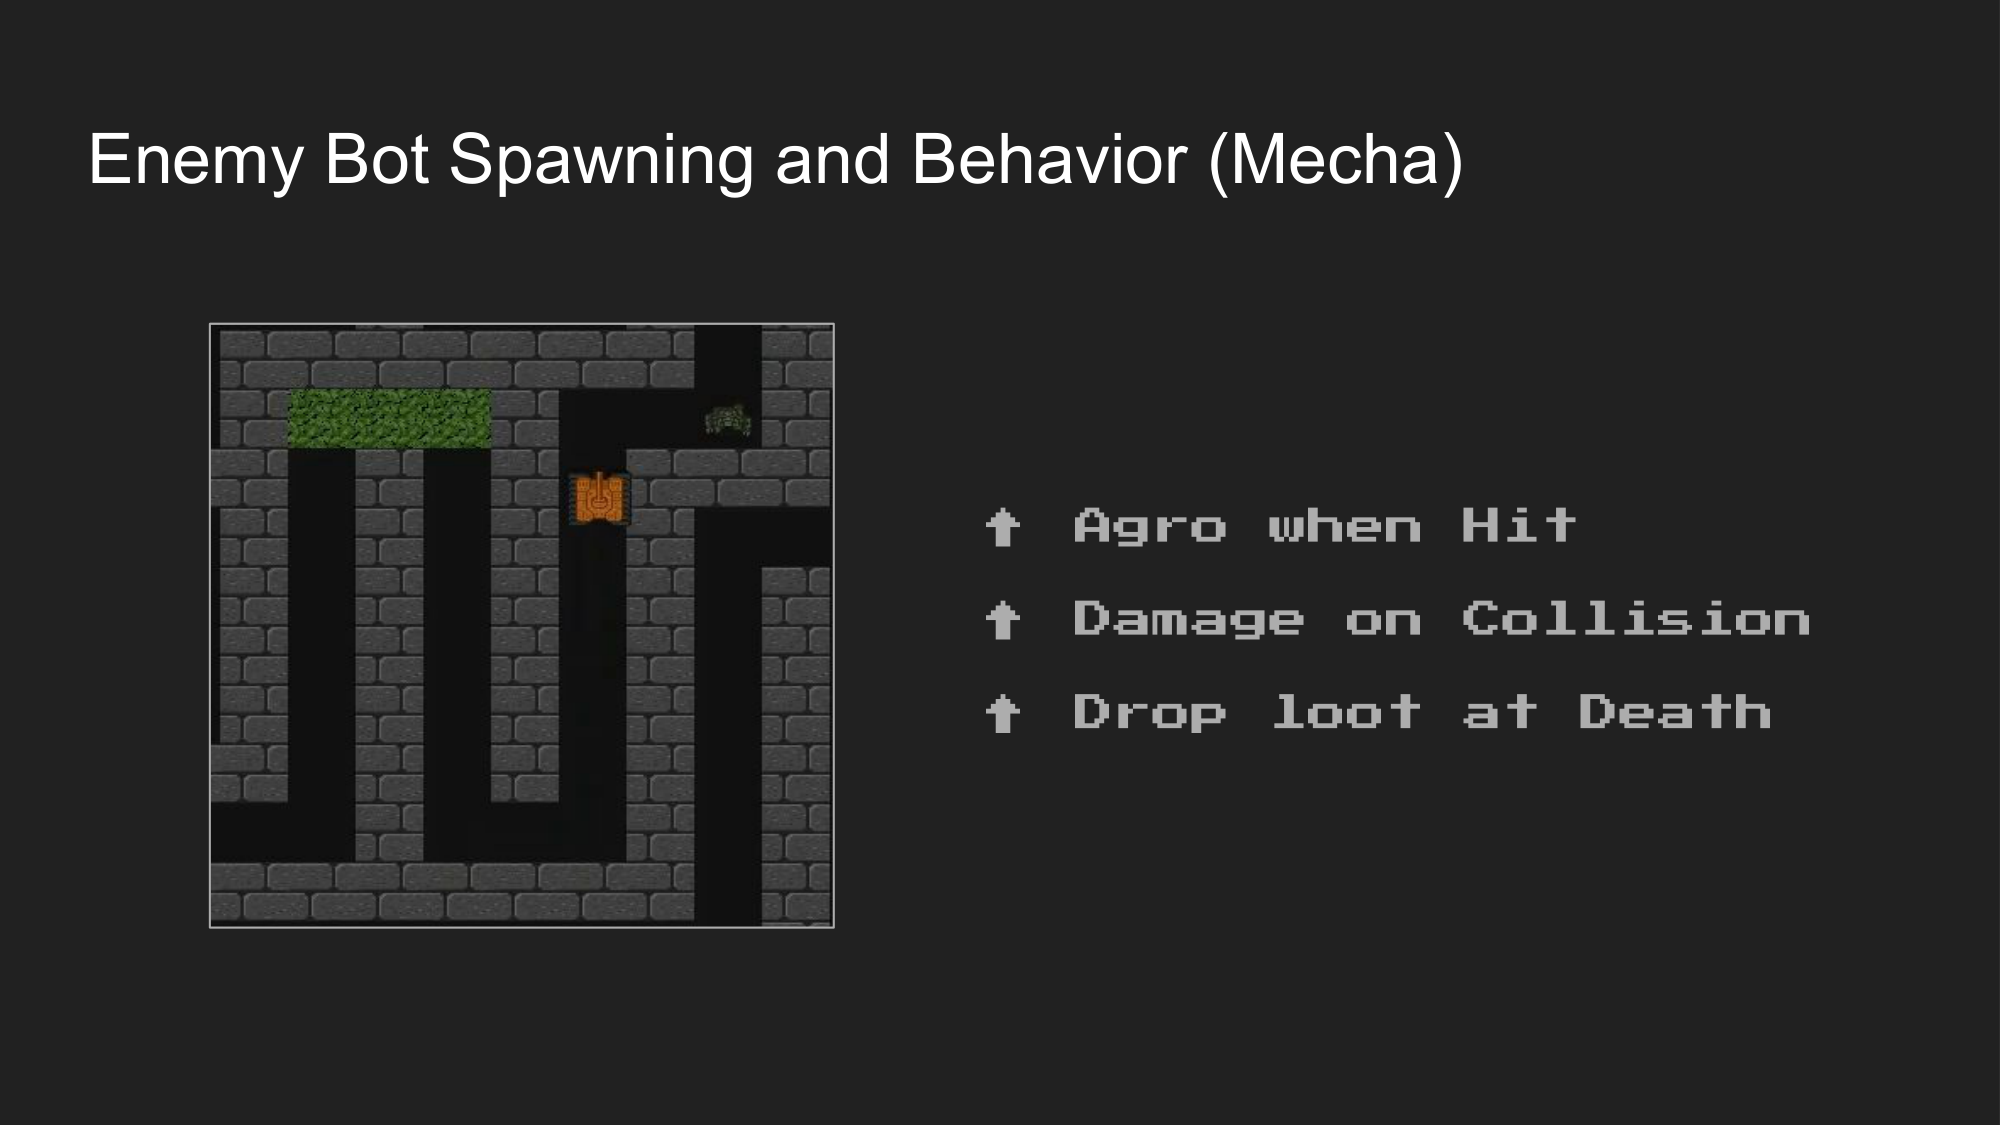 Enemy Bot Spawning and Behavior (Mecha)
Agro when Hit
Damage on Collision
Drop loot at Death